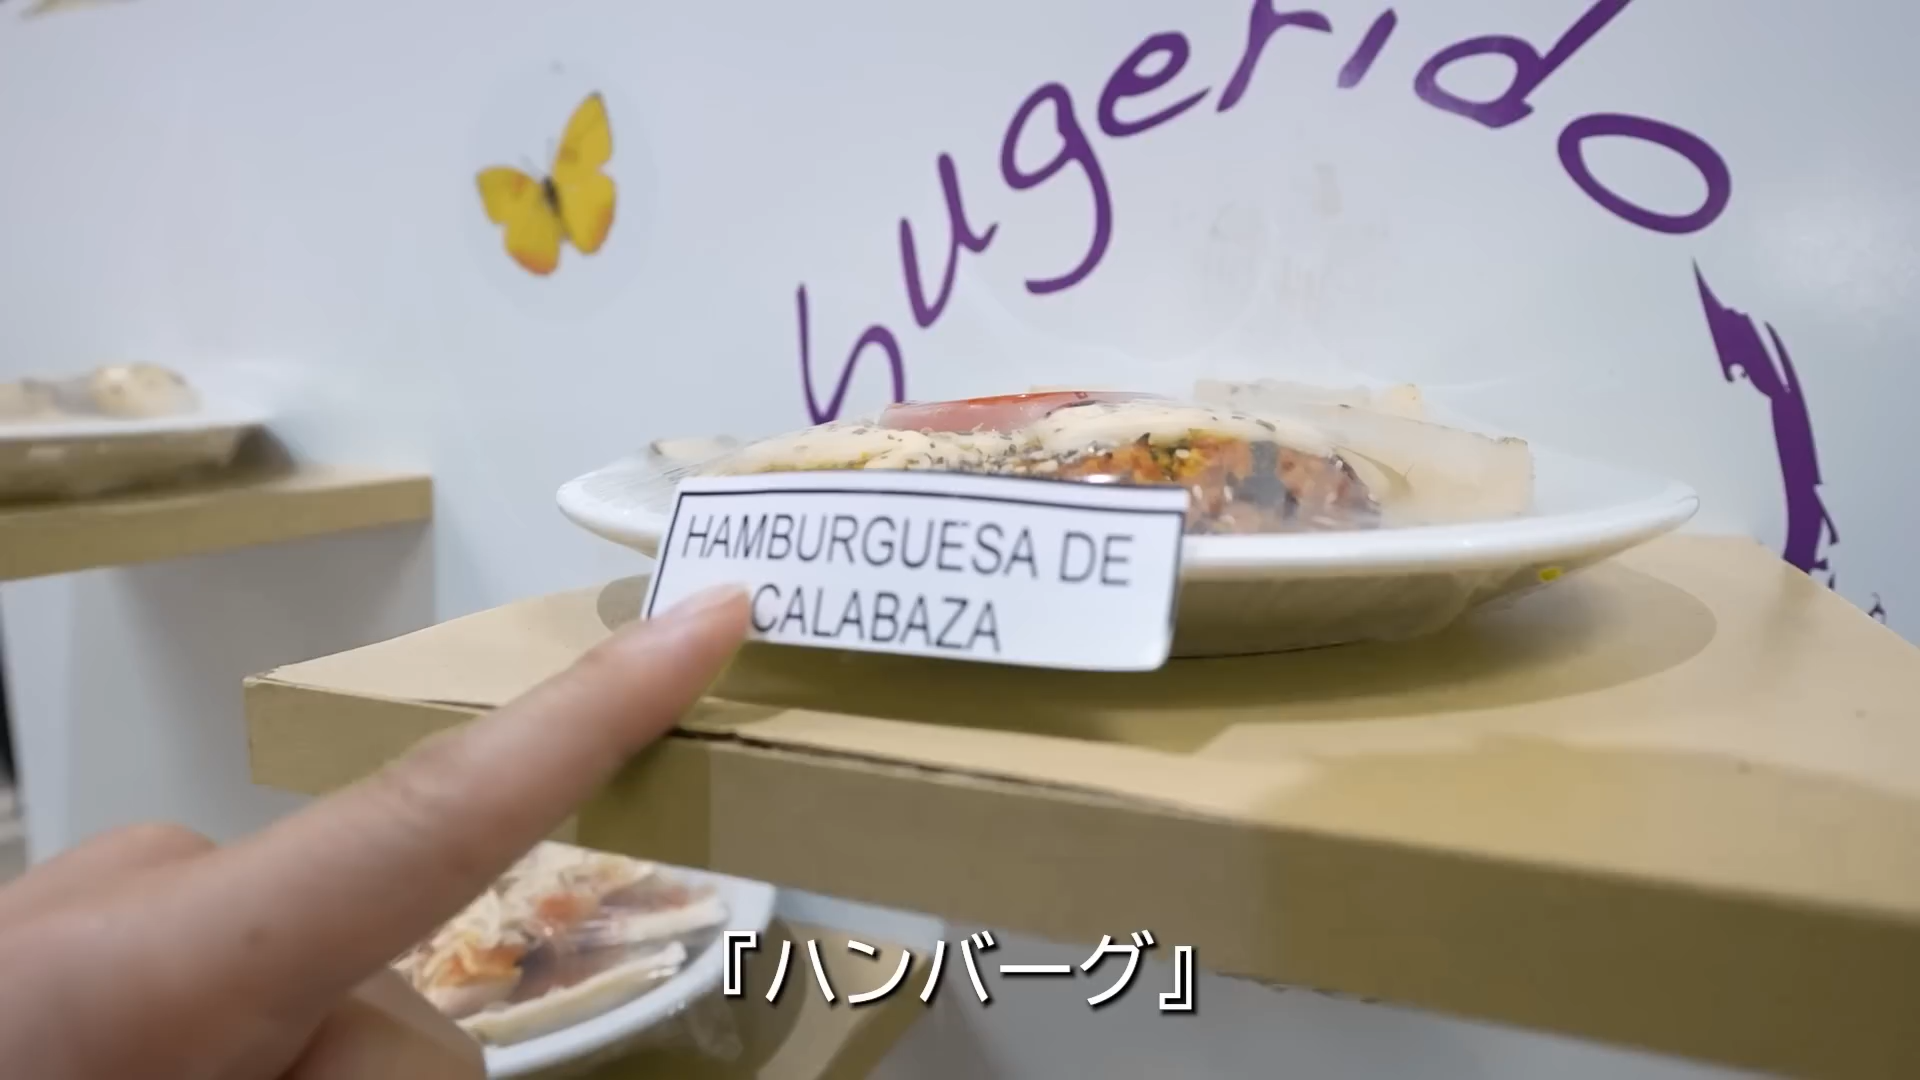 sugerido
HAMBURGUESA DE
CALABAZA
『ハンバーグ』